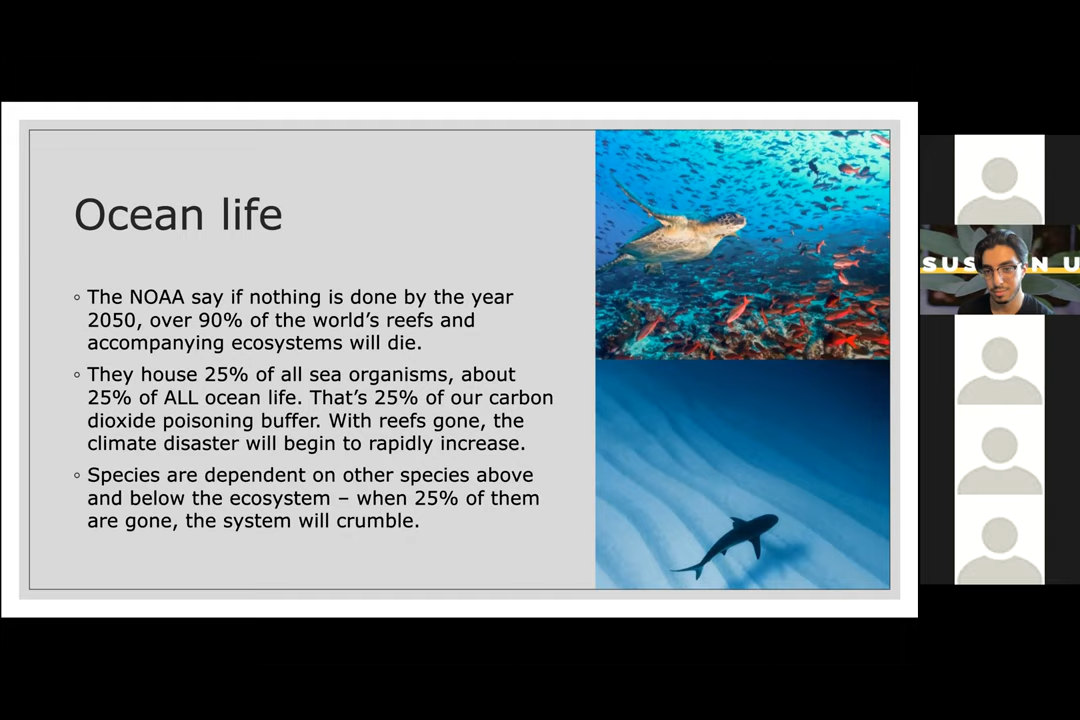 Ocean life
◦ The NOAA say if nothing is done by the year
2050, over 90% of the world’s reefs and
accompanying ecosystems will die.
◦ They house 25% of all sea organisms, about
25% of ALL ocean life. That’s 25% of our carbon
dioxide poisoning buffer. With reefs gone, the
climate disaster will begin to rapidly increase.
◦ Species are dependent on other species above
and below the ecosystem – when 25% of them
are gone, the system will crumble.
SUS N U